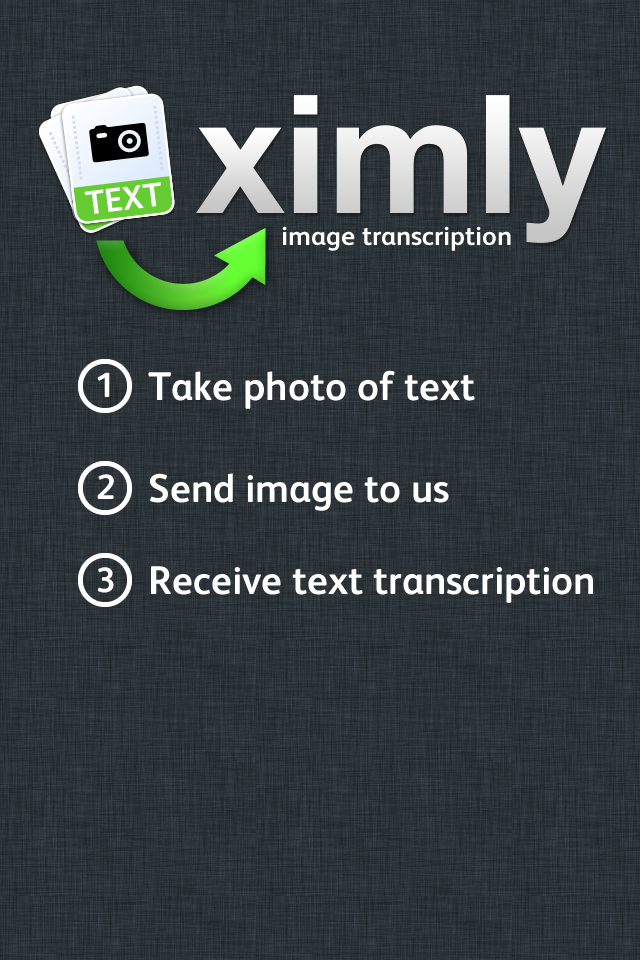 TEXT
ximly
image transcription
1 Take photo of text
2 Send image to us
3 Receive text transcription